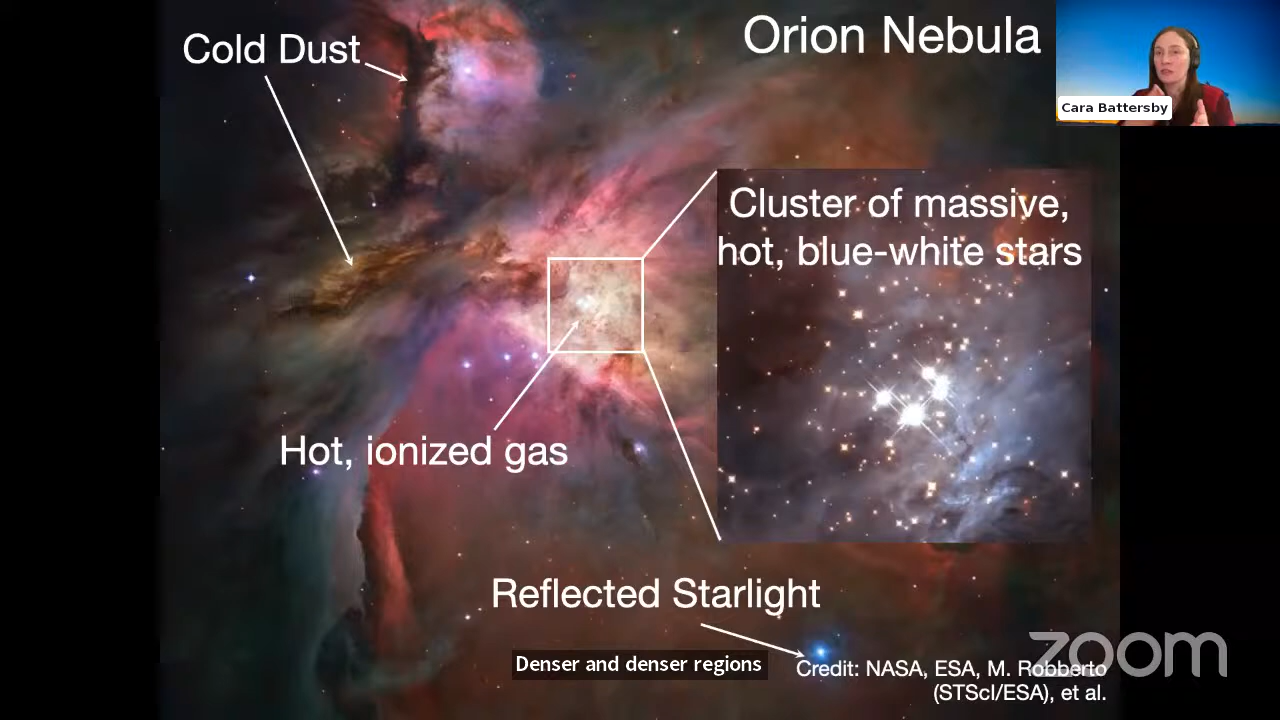 Orion Nebula
Cold Dust
Cara Battersby
Cluster of massive,
hot, blue-white stars
Hot, ionized gas
Reflected Starlight
Denser and denser regions
Credit: NASA, ESA, M. Robberto
(STScI/ESA), et al.
zoom